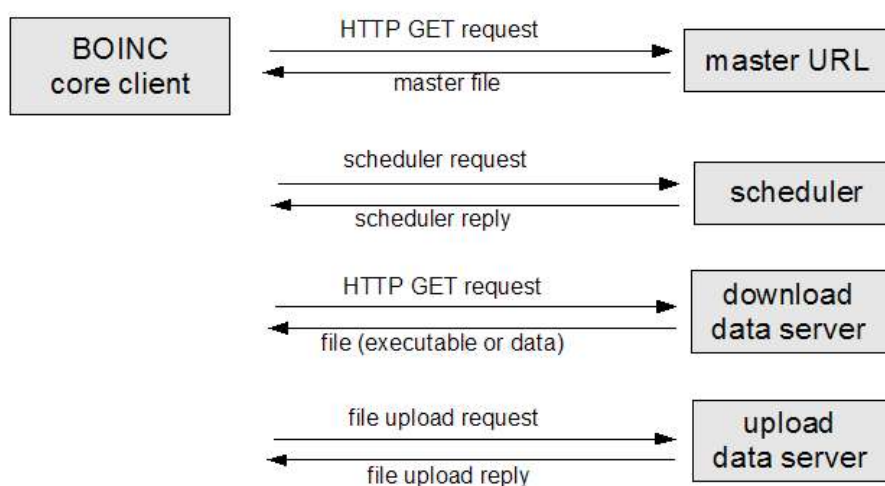 BOINC
core client
HTTP GET request
master file
master URL
scheduler request
scheduler reply
scheduler
HTTP GET request
file (executable or data)
download
data server
file upload request
file upload reply
upload
data server